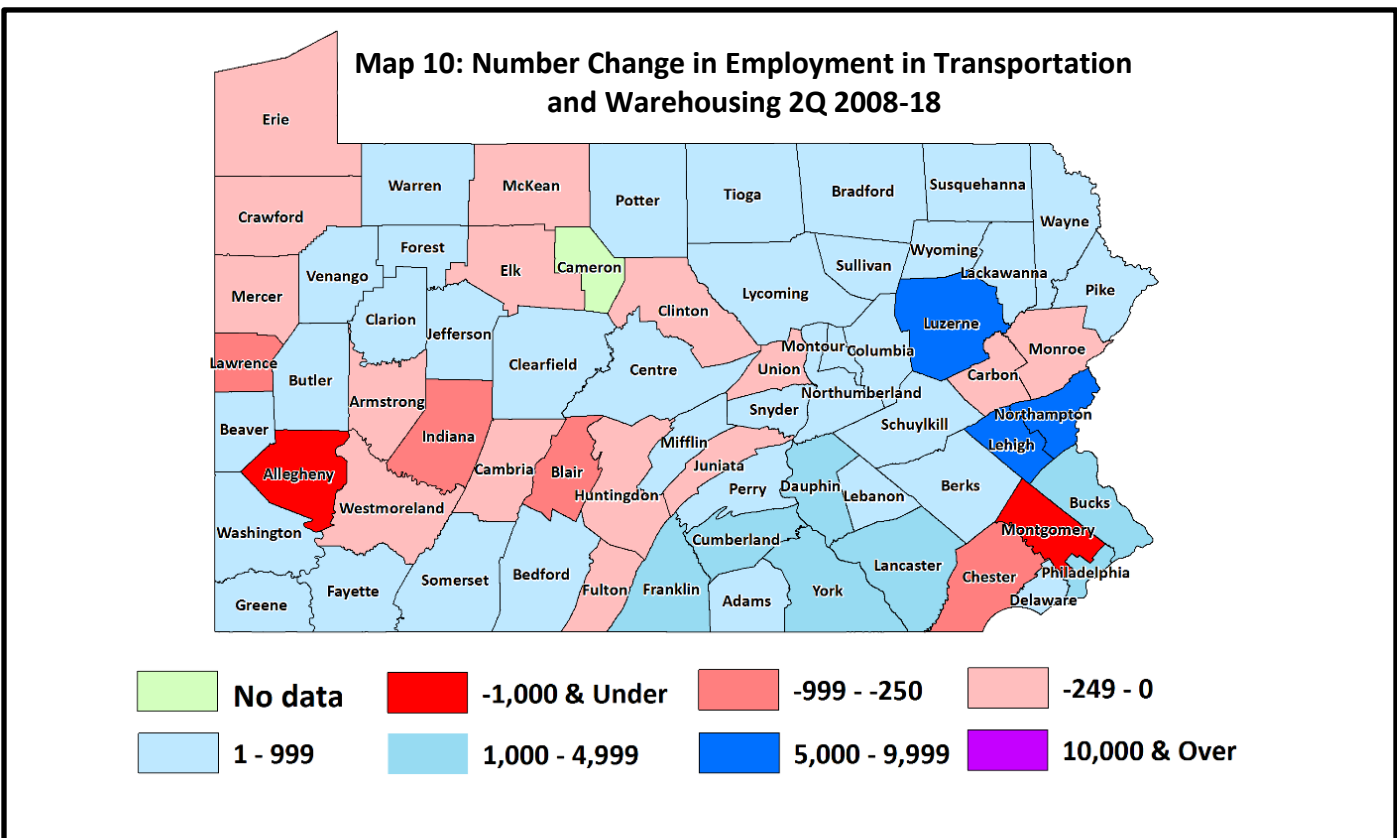 Map 10: Number Change in Employment in Transportation
and Warehousing 2Q 2008-18
Erie
Warren
McKean
Potter
Tioga
Bradford
Susquehanna
Crawford
Wayne
Forest
Wyoming
Venango
Elk
Cameron
Sullivan
Lackawanna
Mercer
Lycoming
Pike
Clarion
Clinton
Jefferson
Luzerne
Lawrence
Clearfield
Montour
Columbia
Monroe
Butler
Centre
Union
Carbon
Armstrong
Northumberland
Snyder
Northampton
Beaver
Indiana
Mifflin
Schuylkill
Lehigh
Allegheny
Cambria
Blair
Juniata
Huntingdon
Perry
Dauphin
Lebanon
Berks
Bucks
Westmoreland
Washington
Cumberland
Montgomery
Lancaster
Philadelphia
Somerset
Bedford
Chester
Fayette
Fulton
Franklin
York
Greene
Adams
Delaware
No data
-1,000 & Under
-999 - -250
-249 - 0
1 - 999
1,000 - 4,999
5,000 - 9,999
10,000 & Over